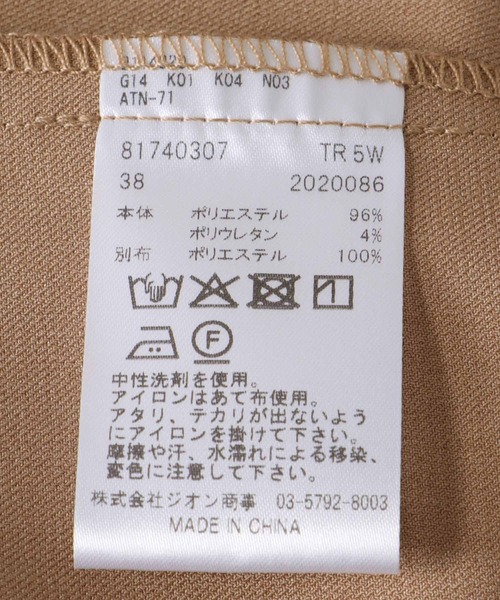 G14 K01 K04 N03
ATN-71
81740307 TR 5W
38 2020086
本体 ポリエステル 96%
ポリウレタン 4%
別布 ポリエステル 100%
F
中性洗剤を使用。
アイロンはあて布使用。
アタリ、テカリが出ないよう
にアイロンを掛けて下さい。
摩擦や汗、水濡れによる移染、
変色に注意して下さい。
株式会社ジオン商事 03-5792-8003
MADE IN CHINA